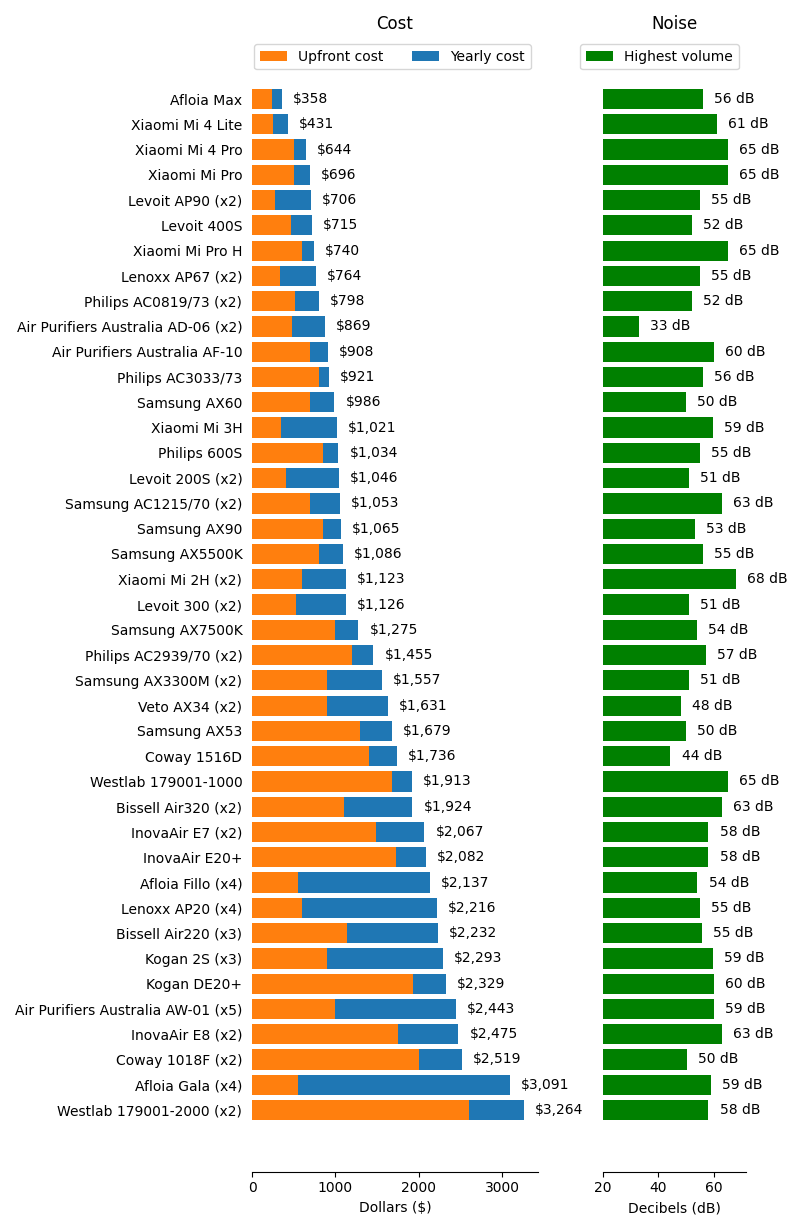 Cost Noise
Upfront cost Yearly cost Highest volume
Afloia Max $358 56 dB
Xiaomi Mi 4 Lite $431 61 dB
Xiaomi Mi 4 Pro $644 65 dB
Xiaomi Mi Pro $696 65 dB
Levoit AP90 (x2) $706 55 dB
Levoit 400S $715 52 dB
Xiaomi Mi Pro H $740 65 dB
Lenoxx AP67 (x2) $764 55 dB
Philips AC0819/73 (x2) $798 52 dB
Air Purifiers Australia AD-06 (x2) $869 33 dB
Air Purifiers Australia AF-10 $908 60 dB
Philips AC3033/73 $921 56 dB
Samsung AX60 $986 50 dB
Xiaomi Mi 3H $1,021 59 dB
Philips 600S $1,034 55 dB
Levoit 200S (x2) $1,046 51 dB
Samsung AC1215/70 (x2) $1,053 63 dB
Samsung AX90 $1,065 53 dB
Samsung AX5500K $1,086 55 dB
Xiaomi Mi 2H (x2) $1,123 68 dB
Levoit 300 (x2) $1,126 51 dB
Samsung AX7500K $1,275 54 dB
Philips AC2939/70 (x2) $1,455 57 dB
Samsung AX3300M (x2) $1,557 51 dB
Veto AX34 (x2) $1,631 48 dB
Samsung AX53 $1,679 50 dB
Coway 1516D $1,736 44 dB
Westlab 179001-1000 $1,913 65 dB
Bissell Air320 (x2) $1,924 63 dB
InovaAir E7 (x2) $2,067 58 dB
InovaAir E20+ $2,082 58 dB
Afloia Fillo (x4) $2,137 54 dB
Lenoxx AP20 (x4) $2,216 55 dB
Bissell Air220 (x3) $2,232 55 dB
Kogan 2S (x3) $2,293 59 dB
Kogan DE20+ $2,329 60 dB
Air Purifiers Australia AW-01 (x5) $2,443 59 dB
InovaAir E8 (x2) $2,475 63 dB
Coway 1018F (x2) $2,519 50 dB
Afloia Gala (x4) $3,091 59 dB
Westlab 179001-2000 (x2) $3,264 58 dB
0 1000 2000 3000 20 40 60
Dollars ($) Decibels (dB)